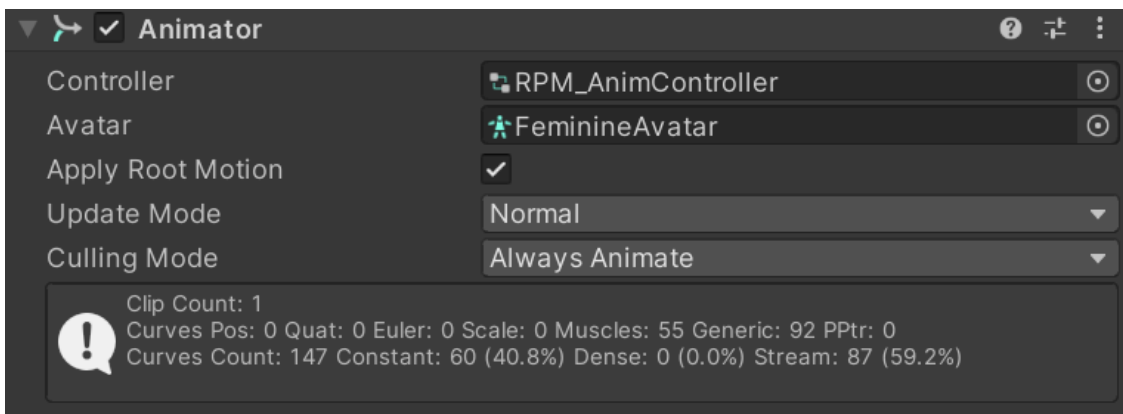 Animator
Controller RPM_AnimController
Avatar FeminineAvatar
Apply Root Motion
Update Mode Normal
Culling Mode Always Animate
Clip Count: 1
Curves Pos: 0 Quat: 0 Euler: 0 Scale: 0 Muscles: 55 Generic: 92 PPtr: 0
Curves Count: 147 Constant: 60 (40.8%) Dense: 0 (0.0%) Stream: 87 (59.2%)